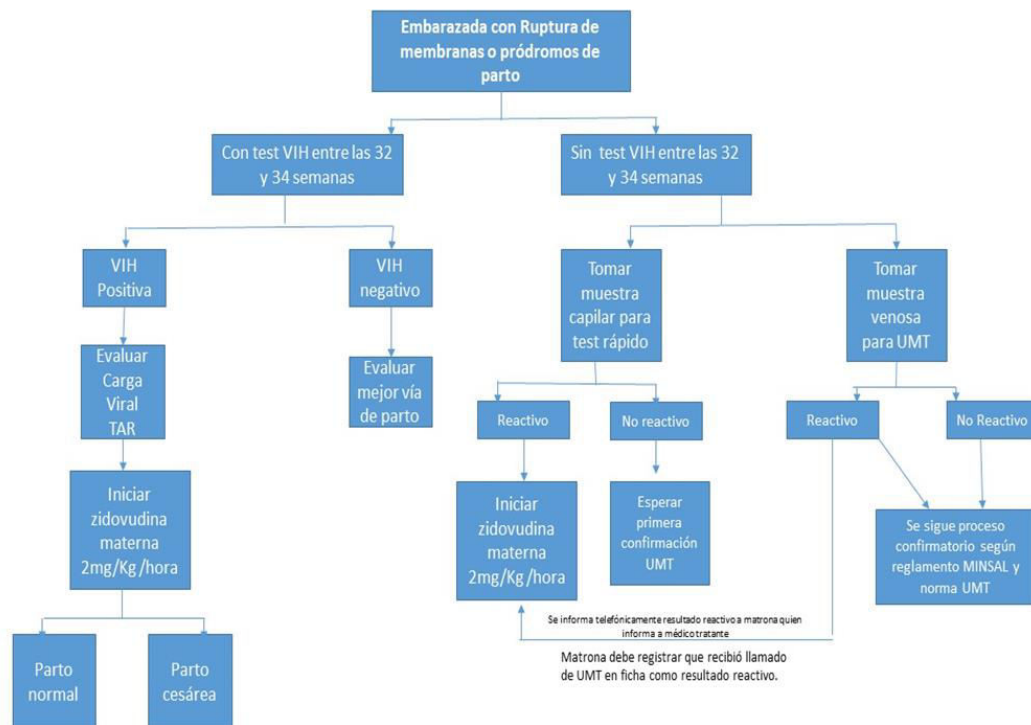 Embarazada con Ruptura de
membranas o pródromos de
parto
Con test VIH entre las 32
y 34 semanas
Sin test VIH entre las 32
y 34 semanas
VIH
Positiva
VIH
negativo
Tomar
muestra
capilar para
test rápido
Tomar
muestra
venosa
para UMT
Evaluar
Carga
Viral
TAR
Evaluar
mejor vía
de parto
Reactivo
No reactivo
Reactivo
No Reactivo
Iniciar
zidovudina
materna
2mg/Kg /hora
Iniciar
zidovudina
materna
2mg/Kg /hora
Esperar
primera
confirmación
UMT
Se sigue proceso
confirmatorio según
reglamento MINSAL y
norma UMT
Se informa telefónicamente resultado reactivo a matrona quien
informa a médico tratante
Matrona debe registrar que recibió llamado
de UMT en ficha como resultado reactivo.
Parto
normal
Parto
cesárea